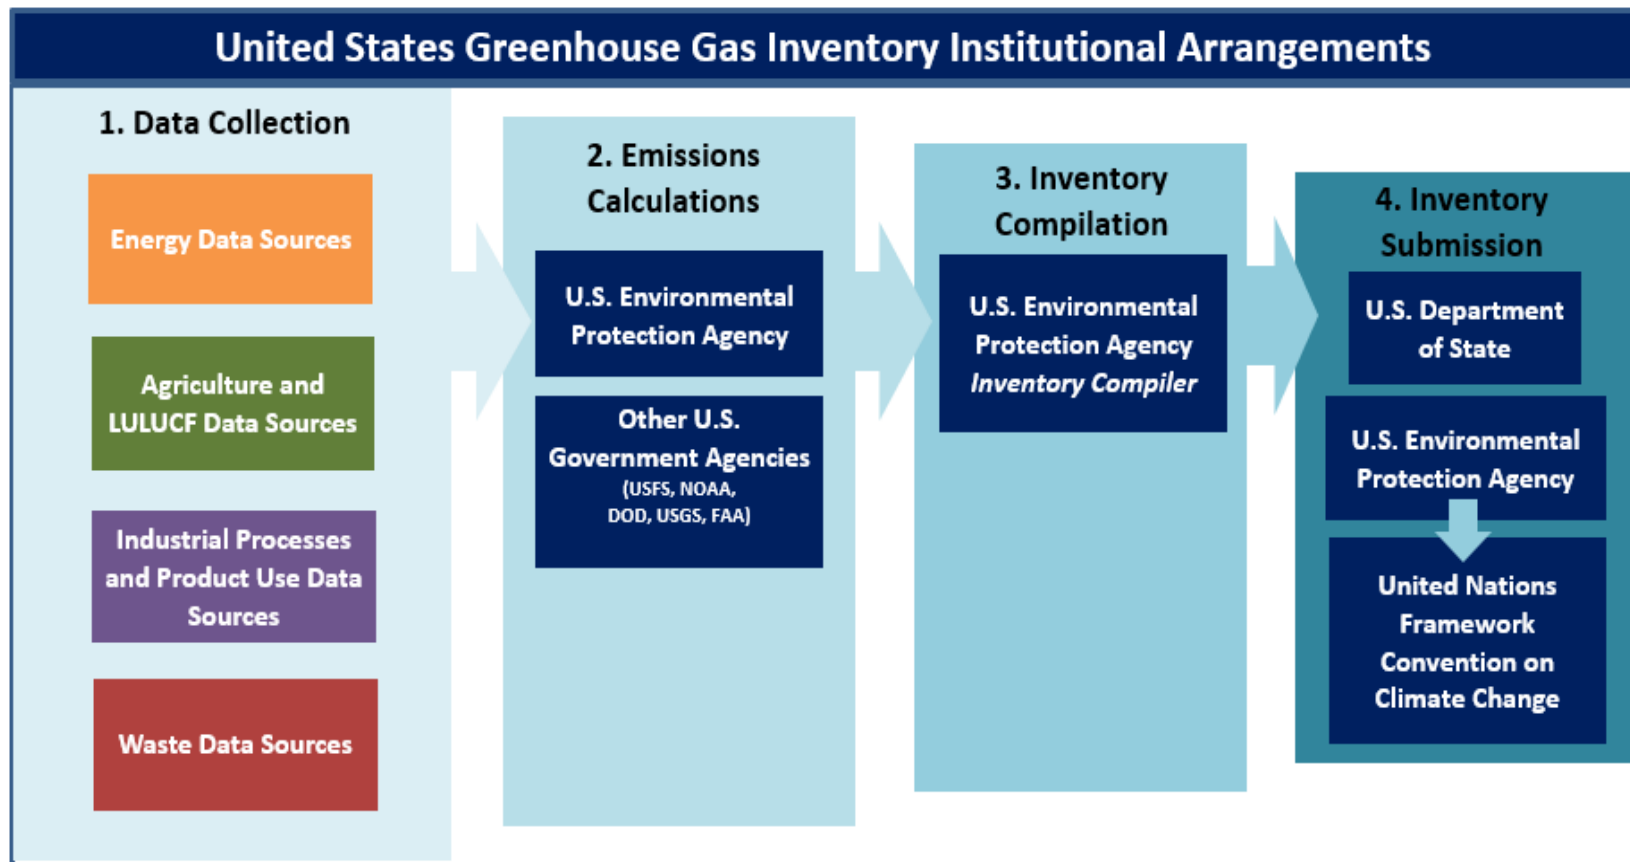 United States Greenhouse Gas Inventory Institutional Arrangements
1. Data Collection
Energy Data Sources
Agriculture and
LULUCF Data Sources
Industrial Processes
and Product Use Data
Sources
Waste Data Sources
2. Emissions
Calculations
U.S. Environmental
Protection Agency
Other U.S.
Government Agencies
(USFS, NOAA,
DOD, USGS, FAA)
3. Inventory
Compilation
U.S. Environmental
Protection Agency
Inventory Compiler
4. Inventory
Submission
U.S. Department
of State
U.S. Environmental
Protection Agency
United Nations
Framework
Convention on
Climate Change